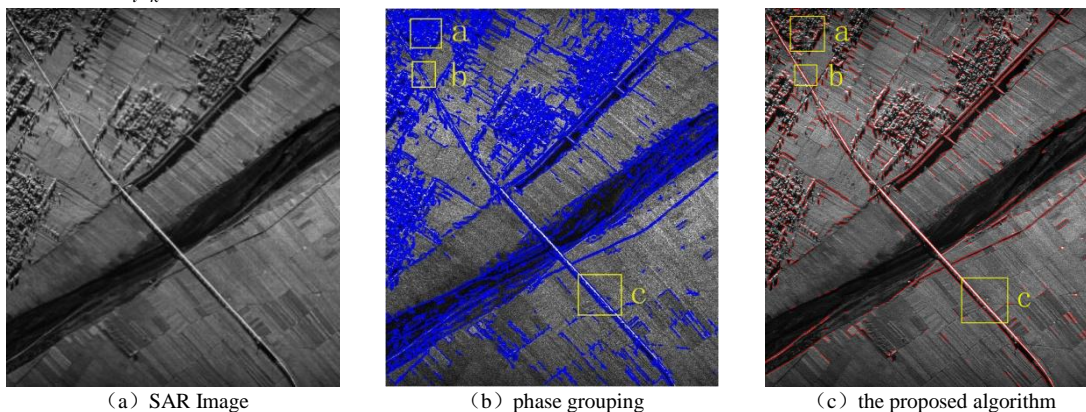 a
b
c
a
b
c
（a）SAR Image
（b）phase grouping
（c）the proposed algorithm